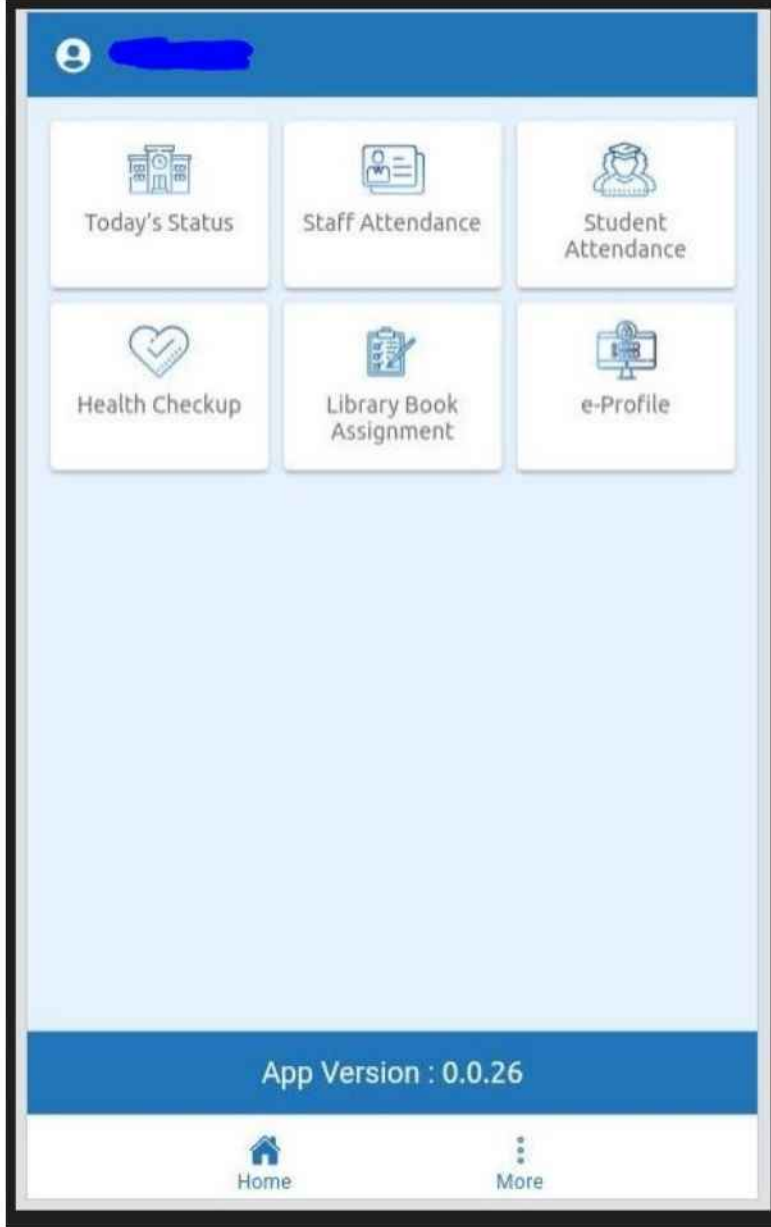 Today's Status
Staff Attendance
Student
Attendance
Health Checkup
Library Book
Assignment
e-Profile
App Version : 0.0.26
Home
More